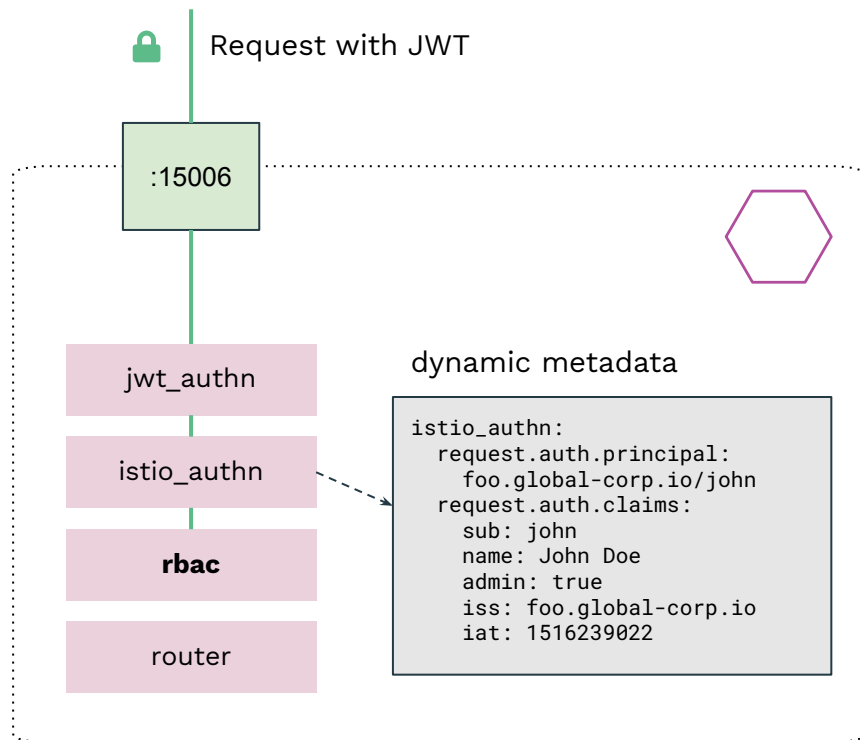 Request with JWT
:15006
jwt_authn
istio_authn
rbac
router
dynamic metadata
istio_authn:
  request.auth.principal:
    foo.global-corp.io/john
  request.auth.claims:
    sub: john
    name: John Doe
    admin: true
    iss: foo.global-corp.io
    iat: 1516239022